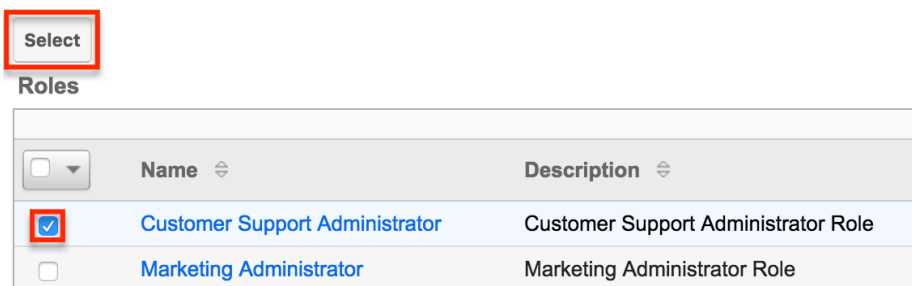 Select
Roles
Name Description
Customer Support Administrator Customer Support Administrator Role
Marketing Administrator Marketing Administrator Role